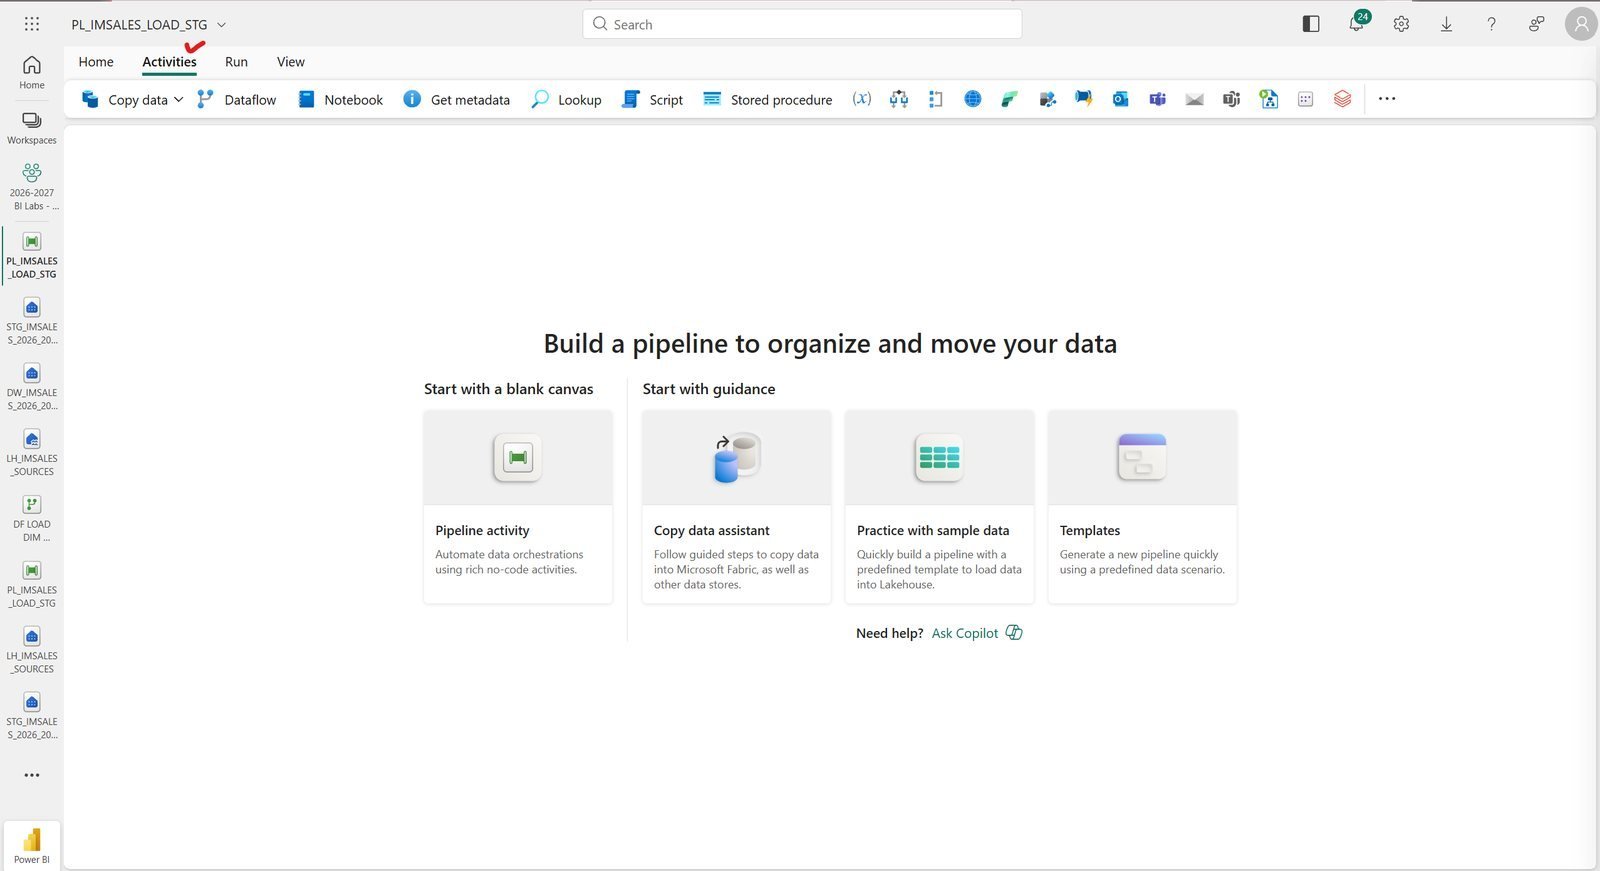 PL_IMSALES_LOAD_STG
Search
24
Home
Activities
Run
View
Copy data
Dataflow
Notebook
Get metadata
Lookup
Script
Stored procedure
(x)
Home
Workspaces
2026-2027
BI Labs - ...
PL_IMSALES
_LOAD_STG
STG_IMSALE
S_2026_20...
DW_IMSALE
S_2026_20...
LH_IMSALES
_SOURCES
DF LOAD
DIM ...
PL_IMSALES
_LOAD_STG
LH_IMSALES
_SOURCES
STG_IMSALE
S_2026_20...
Power BI
Build a pipeline to organize and move your data
Start with a blank canvas
Start with guidance
Pipeline activity
Automate data orchestrations
using rich no-code activities.
Copy data assistant
Follow guided steps to copy data
into Microsoft Fabric, as well as
other data stores.
Practice with sample data
Quickly build a pipeline with a
predefined template to load data
into Lakehouse.
Templates
Generate a new pipeline quickly
using a predefined data scenario.
Need help? Ask Copilot